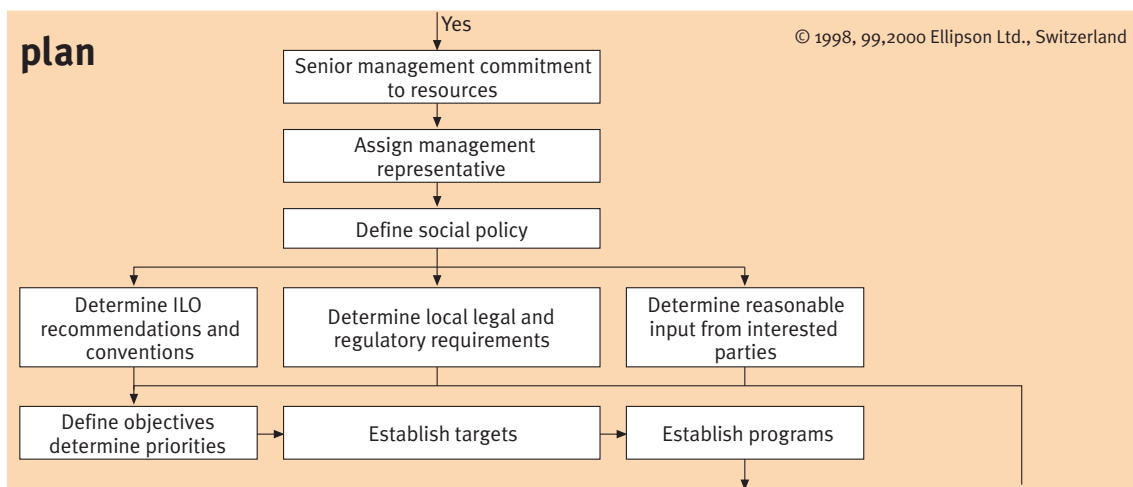 Yes
plan
© 1998, 99,2000 Ellipson Ltd., Switzerland
Senior management commitment
to resources
Assign management
representative
Define social policy
Determine ILO
recommendations and
conventions
Determine local legal and
regulatory requirements
Determine reasonable
input from interested
parties
Define objectives
determine priorities
Establish targets
Establish programs